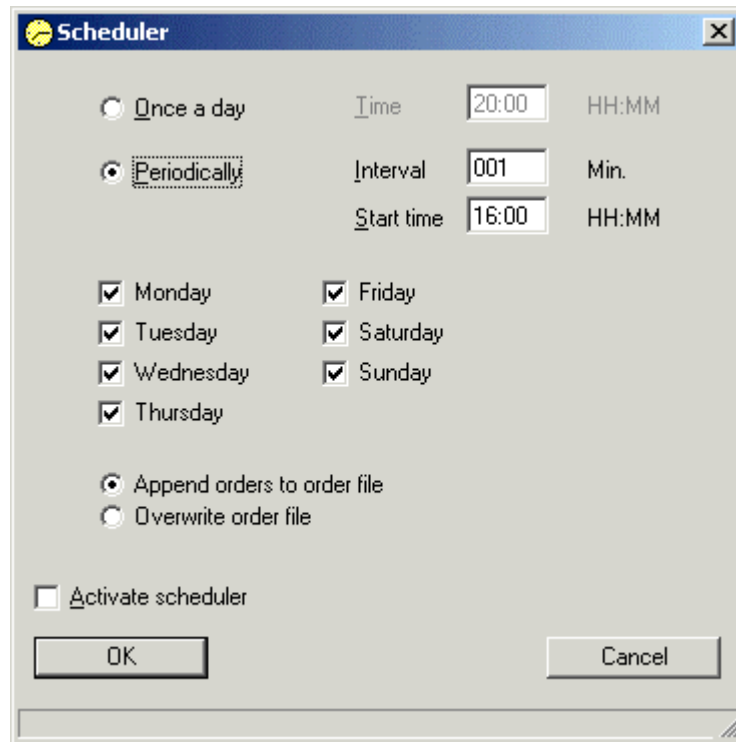 Scheduler
Once a day Time 20:00 HH:MM
Periodically Interval 001 Min.
Start time 16:00 HH:MM
Monday Friday
Tuesday Saturday
Wednesday Sunday
Thursday
Append orders to order file
Overwrite order file
Activate scheduler
OK Cancel